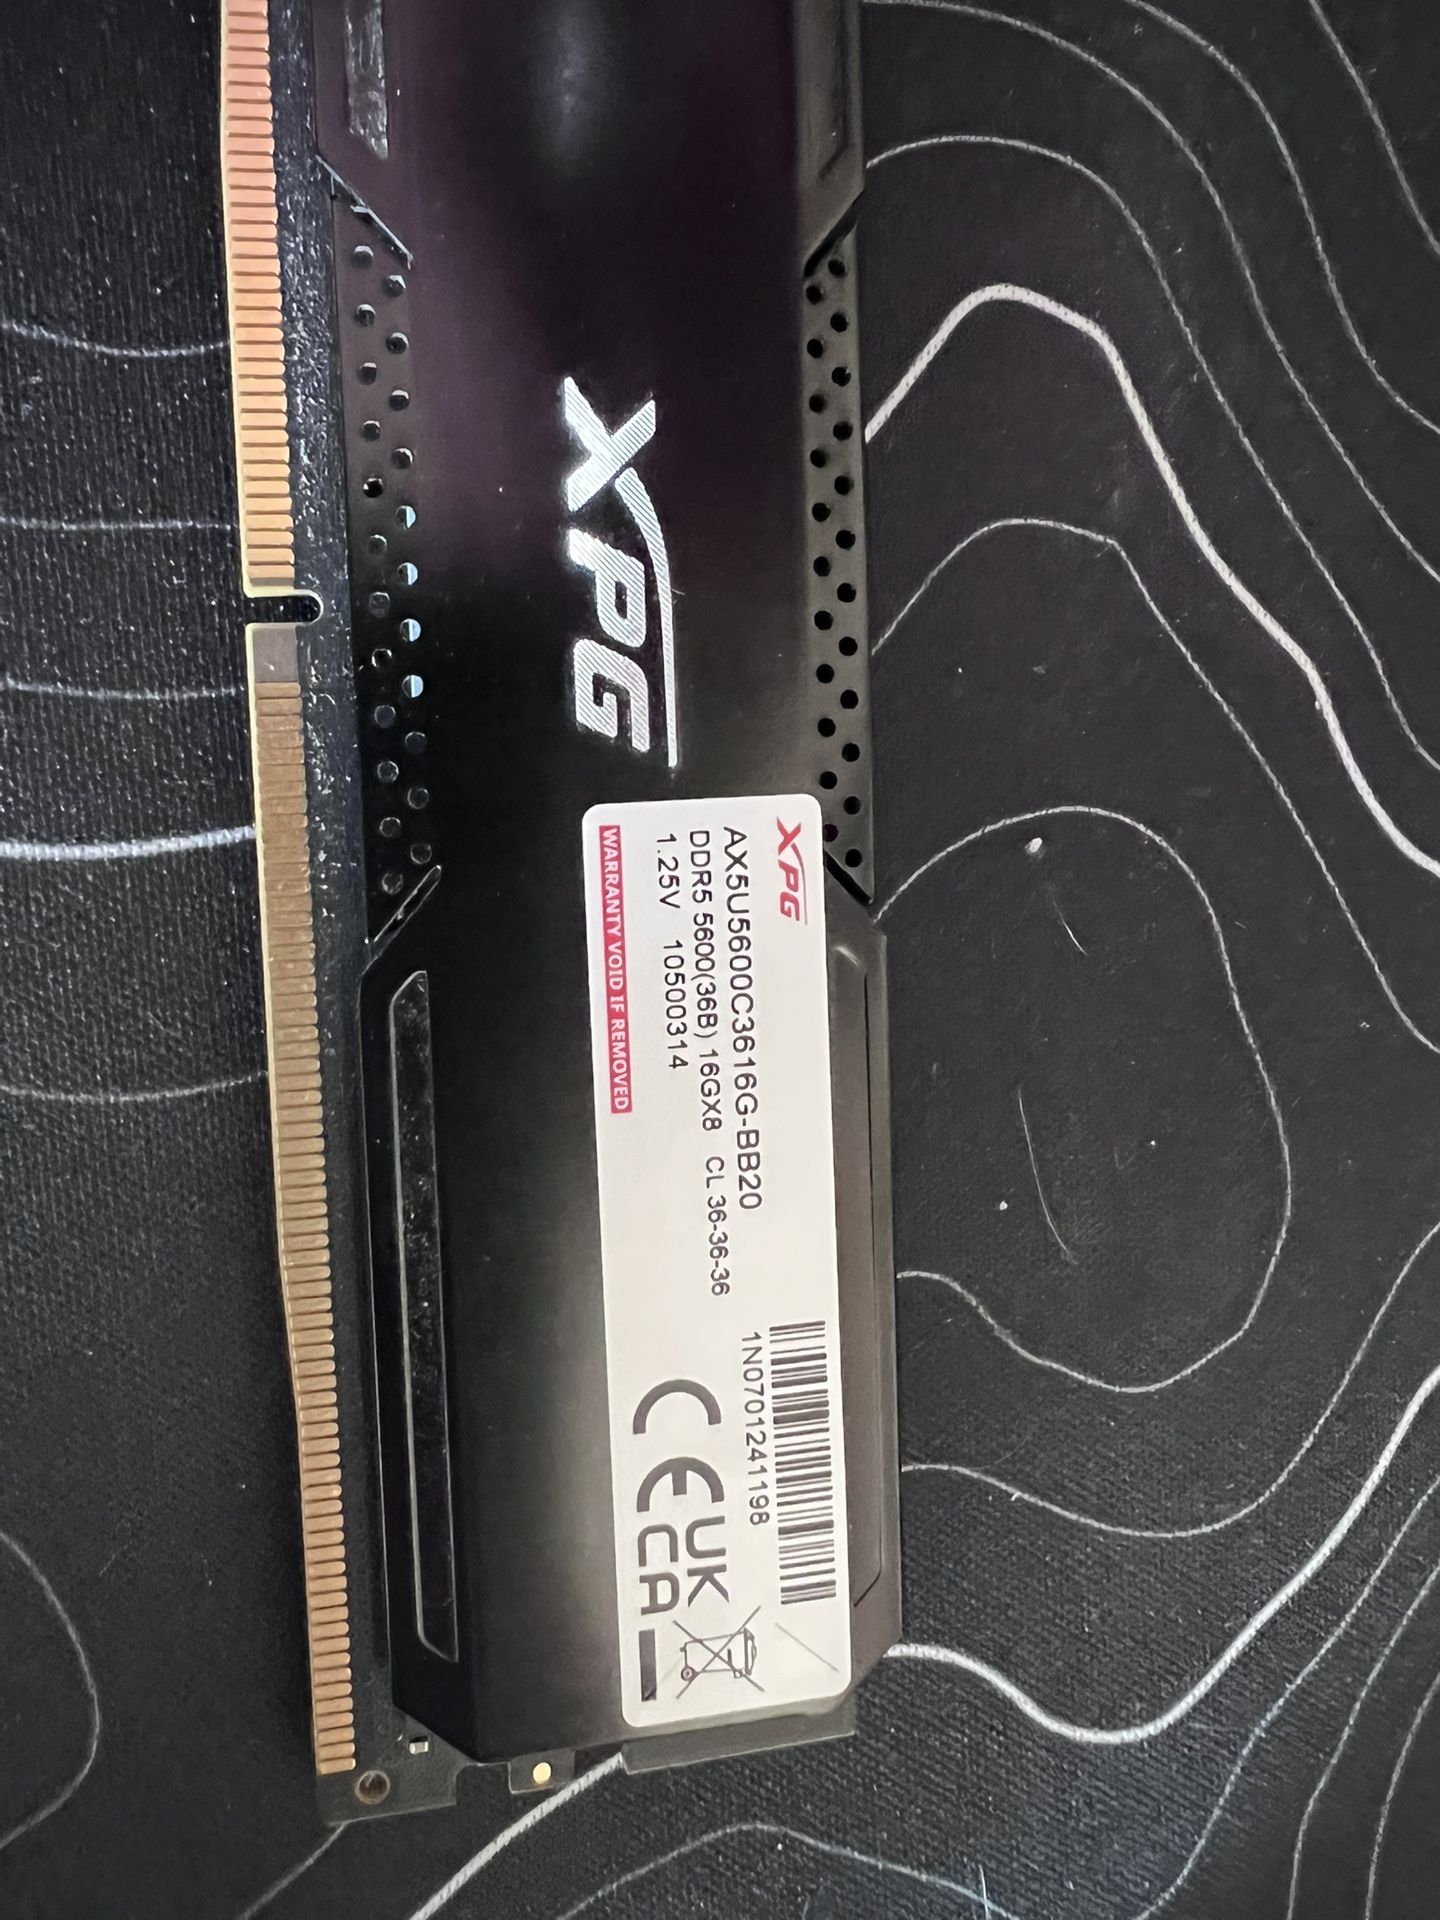 XPG
XPG
AX5U5600C3616G-BB20
DDR5 5600(36B) 16GX8 CL 36-36-36
1.25V 10500314
WARRANTY VOID IF REMOVED
1N0701241198
CE
UK
CA